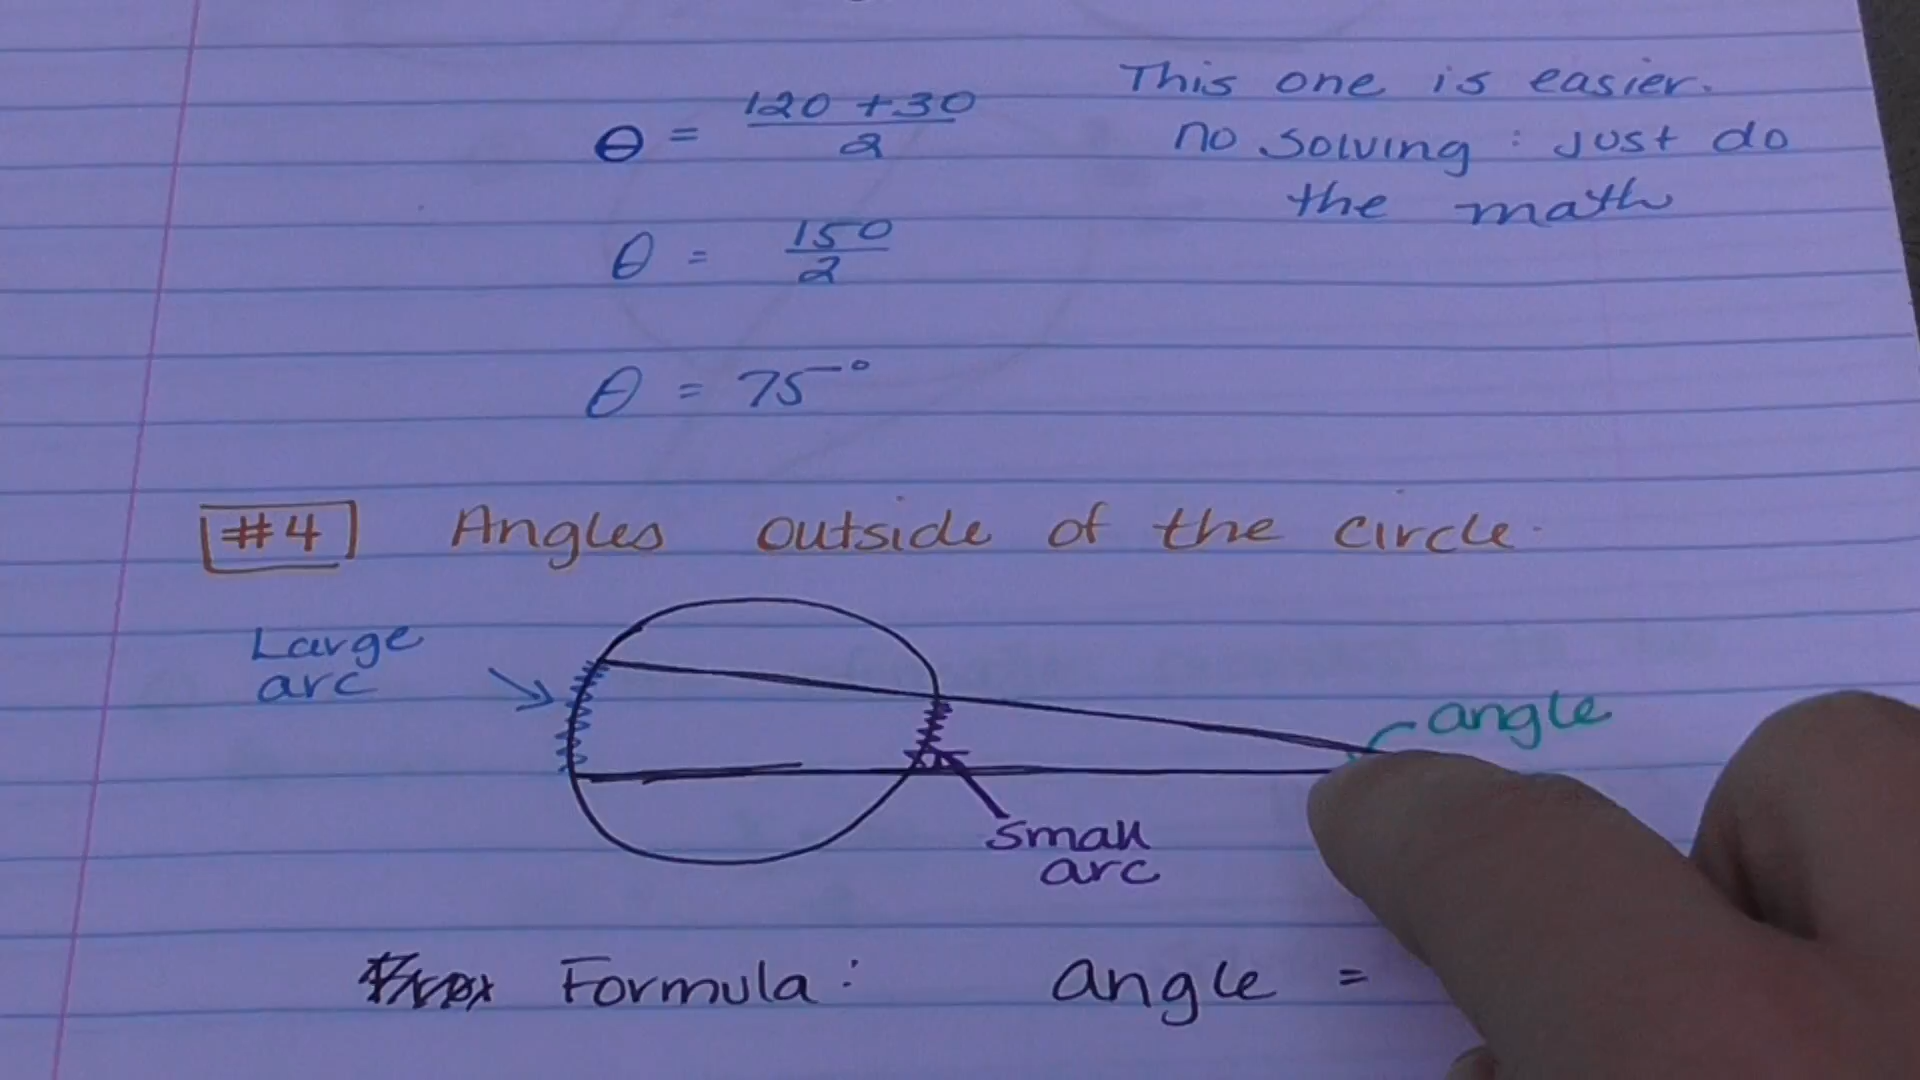 θ = 120 + 30 / 2
This one is easier.
no solving : Just do
the math
θ = 150 / 2
θ = 75°
#4 Angles outside of the circle.
Large
arc
angle
small
arc
Formula : angle =